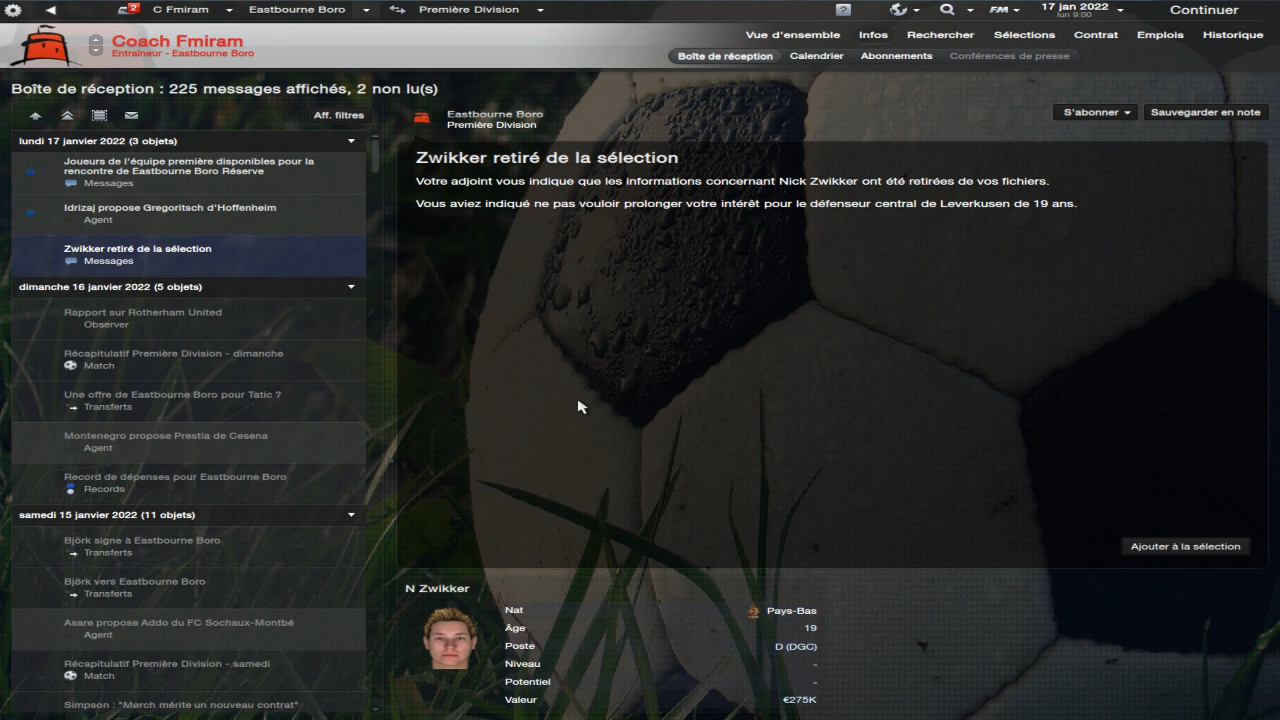 2
C Fmiram
Eastbourne Boro
Première Division
?
FM
17 jan 2022
lun 9:00
Continuer
Coach Fmiram
Entraîneur - Eastbourne Boro
Vue d'ensemble
Infos
Rechercher
Sélections
Contrat
Emplois
Historique
Boîte de réception
Calendrier
Abonnements
Conférences de presse
Boîte de réception : 225 messages affichés, 2 non lu(s)
Aff. filtres
lundi 17 janvier 2022 (3 objets)
Joueurs de l'équipe première disponibles pour la
rencontre de Eastbourne Boro Réserve
Messages
Idrizaj propose Gregoritsch d'Hoffenheim
Agent
Zwikker retiré de la sélection
Messages
dimanche 16 janvier 2022 (5 objets)
Rapport sur Rotherham United
Observer
Récapitulatif Première Division - dimanche
Match
Une offre de Eastbourne Boro pour Tatic ?
Transferts
Montenegro propose Prestia de Cesena
Agent
Record de dépenses pour Eastbourne Boro
Records
samedi 15 janvier 2022 (11 objets)
Björk signe à Eastbourne Boro
Transferts
Björk vers Eastbourne Boro
Transferts
Asare propose Addo du FC Sochaux-Montbé
Agent
Récapitulatif Première Division - samedi
Match
Simpson : "Mørch mérite un nouveau contrat"
Eastbourne Boro
Première Division
S'abonner
Sauvegarder en note
Zwikker retiré de la sélection
Votre adjoint vous indique que les informations concernant Nick Zwikker ont été retirées de vos fichiers.
Vous aviez indiqué ne pas vouloir prolonger votre intérêt pour le défenseur central de Leverkusen de 19 ans.
Ajouter à la sélection
N Zwikker
Nat Pays-Bas
Âge 19
Poste D (DGC)
Niveau -
Potentiel -
Valeur €275K